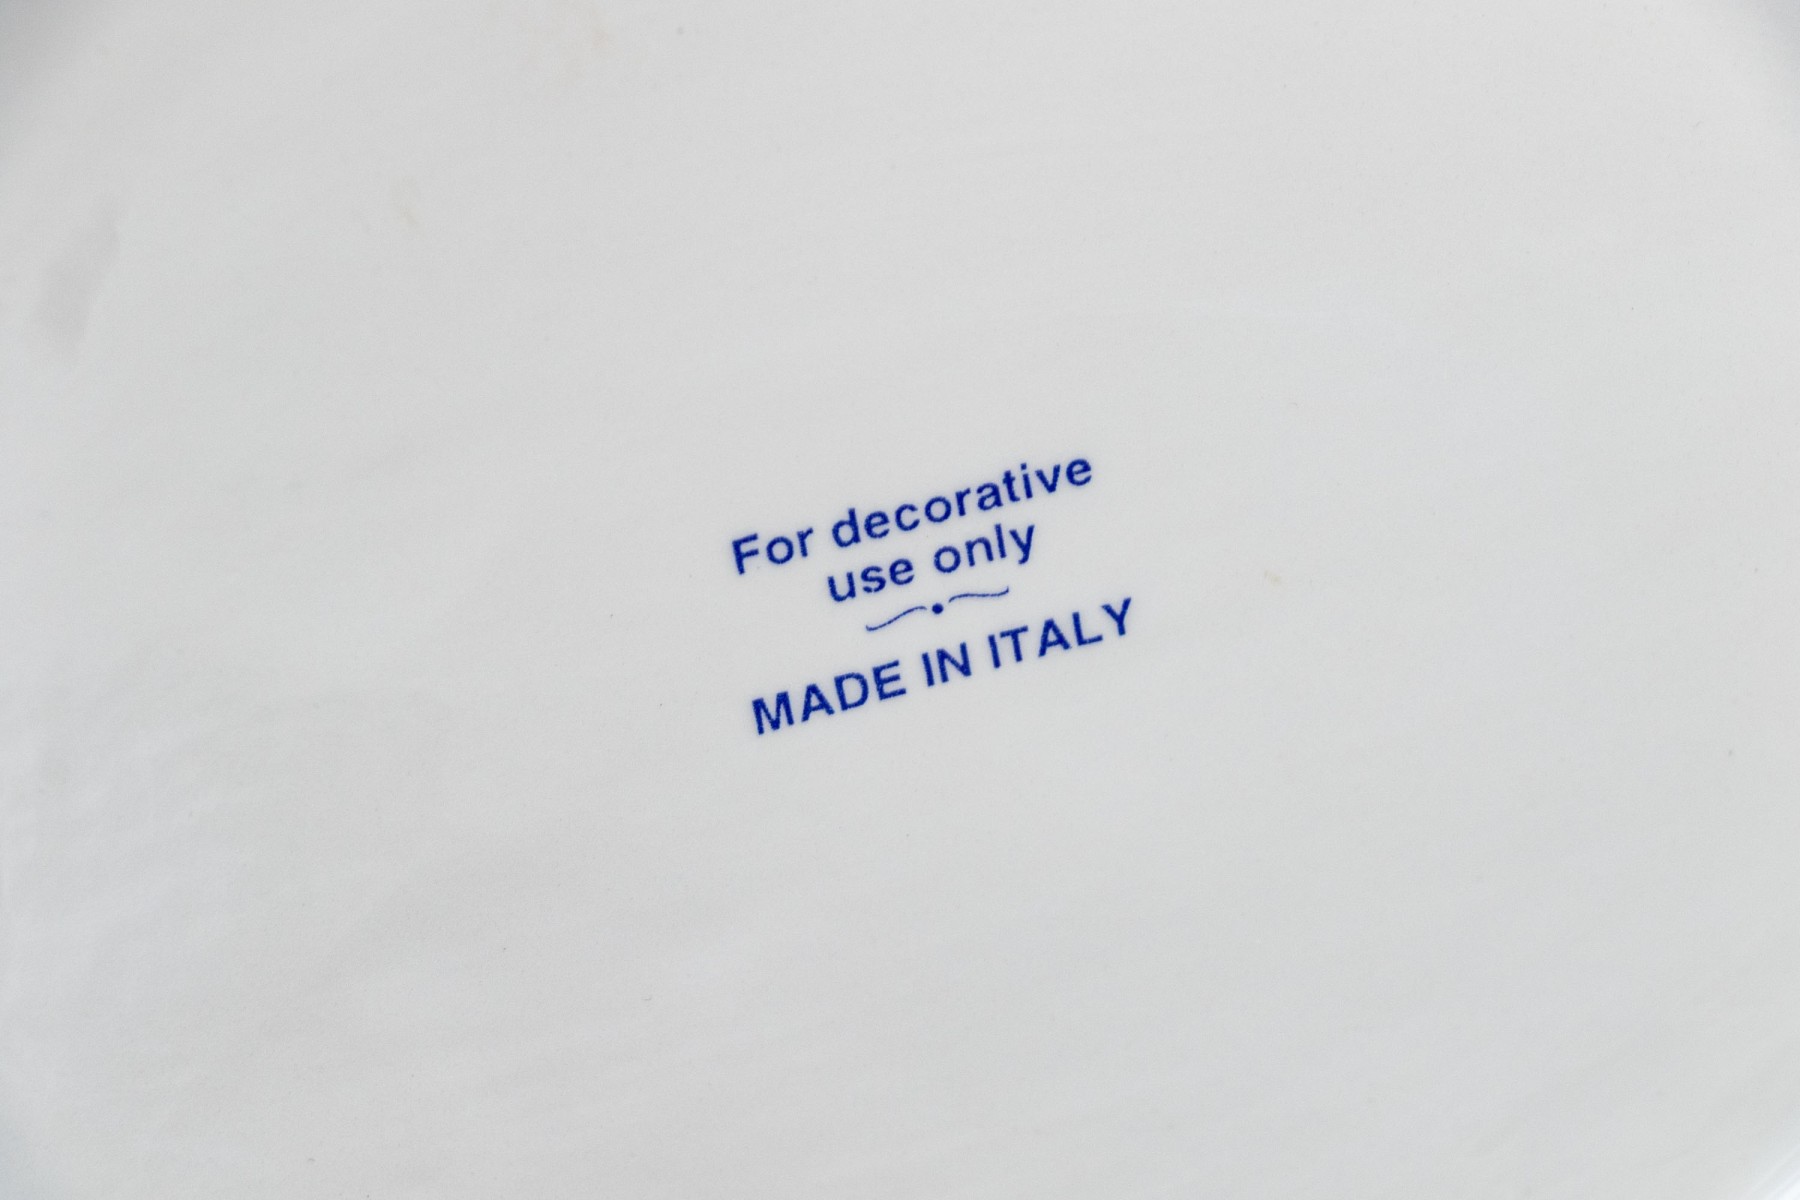 For decorative
use only
MADE IN ITALY